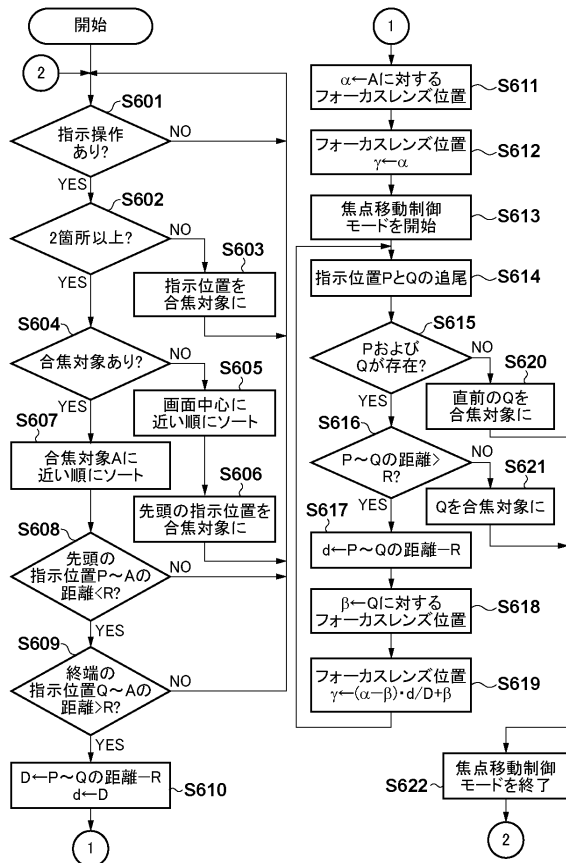 開始
2
S601
指示操作
あり?
NO
YES
S602
2箇所以上?
NO
YES
S603
指示位置を
合焦対象に
S604
合焦対象あり?
NO
YES
S605
画面中心に
近い順にソート
S607
合焦対象Aに
近い順にソート
S606
先頭の指示位置を
合焦対象に
S608
先頭の
指示位置P~Aの
距離<R?
NO
YES
S609
終端の
指示位置Q~Aの
距離>R?
NO
YES
D←P~Qの距離-R
d←D
S610
1
1
α←Aに対する
フォーカスレンズ位置
S611
フォーカスレンズ位置
γ←α
S612
焦点移動制御
モードを開始
S613
指示位置PとQの追尾
S614
S615
Pおよび
Qが存在?
NO
YES
S620
直前のQを
合焦対象に
S616
P~Qの距離>
R?
NO
YES
S621
Qを合焦対象に
S617
d←P~Qの距離-R
β←Qに対する
フォーカスレンズ位置
S618
フォーカスレンズ位置
γ←(α-β)・d/D+β
S619
焦点移動制御
モードを終了
S622
2